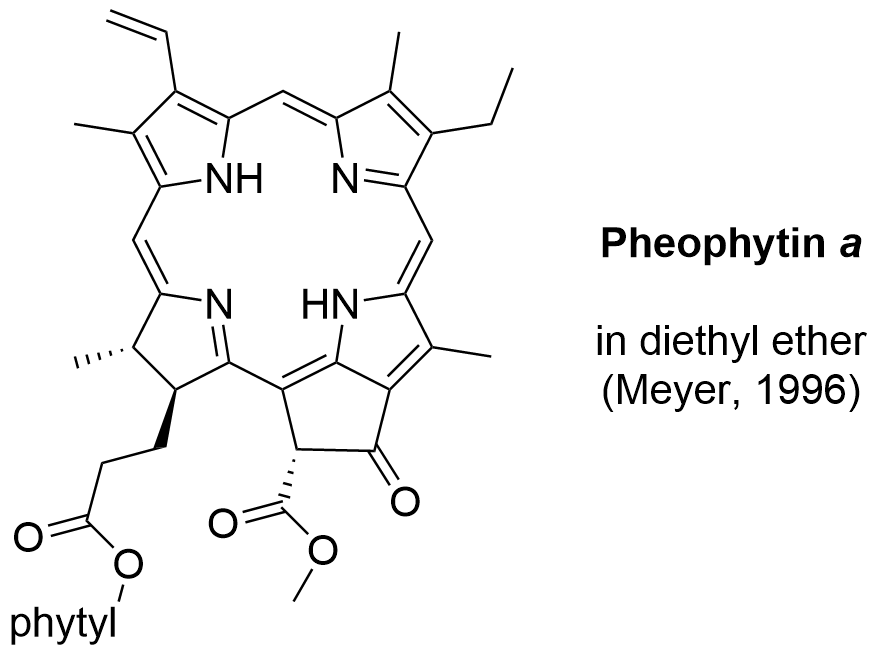 NH
N
Pheophytin a
N
HN
in diethyl ether
(Meyer, 1996)
O
O
O
O
O
phytyl